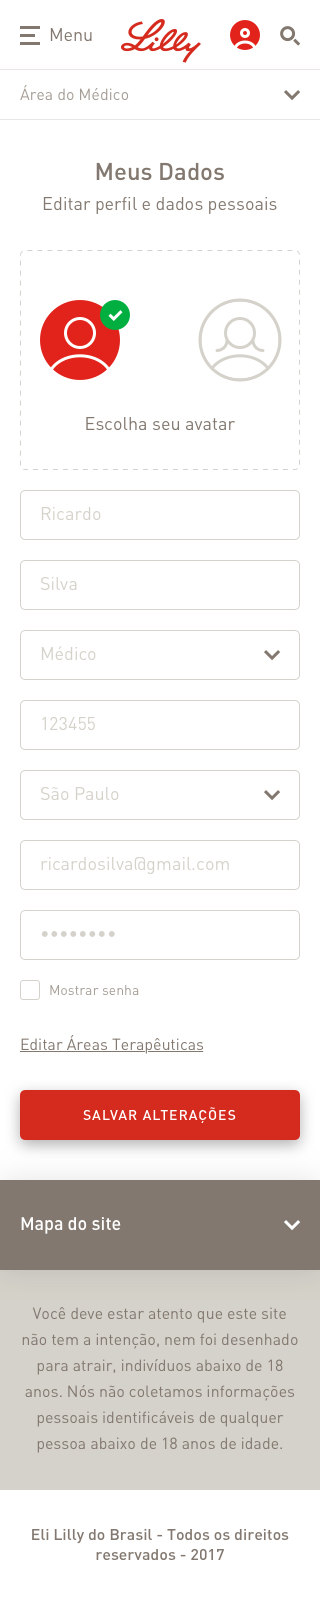 Menu
Lilly
Área do Médico
Meus Dados
Editar perfil e dados pessoais
Escolha seu avatar
Ricardo
Silva
Médico
123455
São Paulo
ricardosilva@gmail.com
••••••••
Mostrar senha
Editar Áreas Terapêuticas
SALVAR ALTERAÇÕES
Mapa do site
Você deve estar atento que este site
não tem a intenção, nem foi desenhado
para atrair, indivíduos abaixo de 18
anos. Nós não coletamos informações
pessoais identificáveis de qualquer
pessoa abaixo de 18 anos de idade.
Eli Lilly do Brasil - Todos os direitos
reservados - 2017